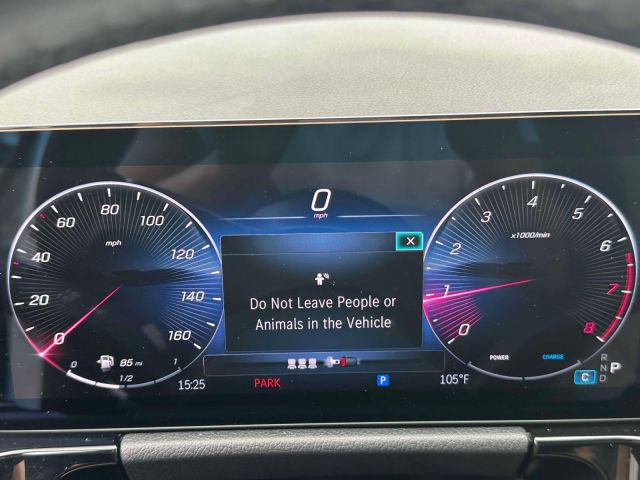 0
mph
0 20 40 60 80 100 120 140 160
mph
85 mi
0 1/2 1
Do Not Leave People or
Animals in the Vehicle
0 1 2 3 4 5 6 7 8
x1000/min
POWER CHARGE
15:25 PARK P 105°F C
R
N P
D